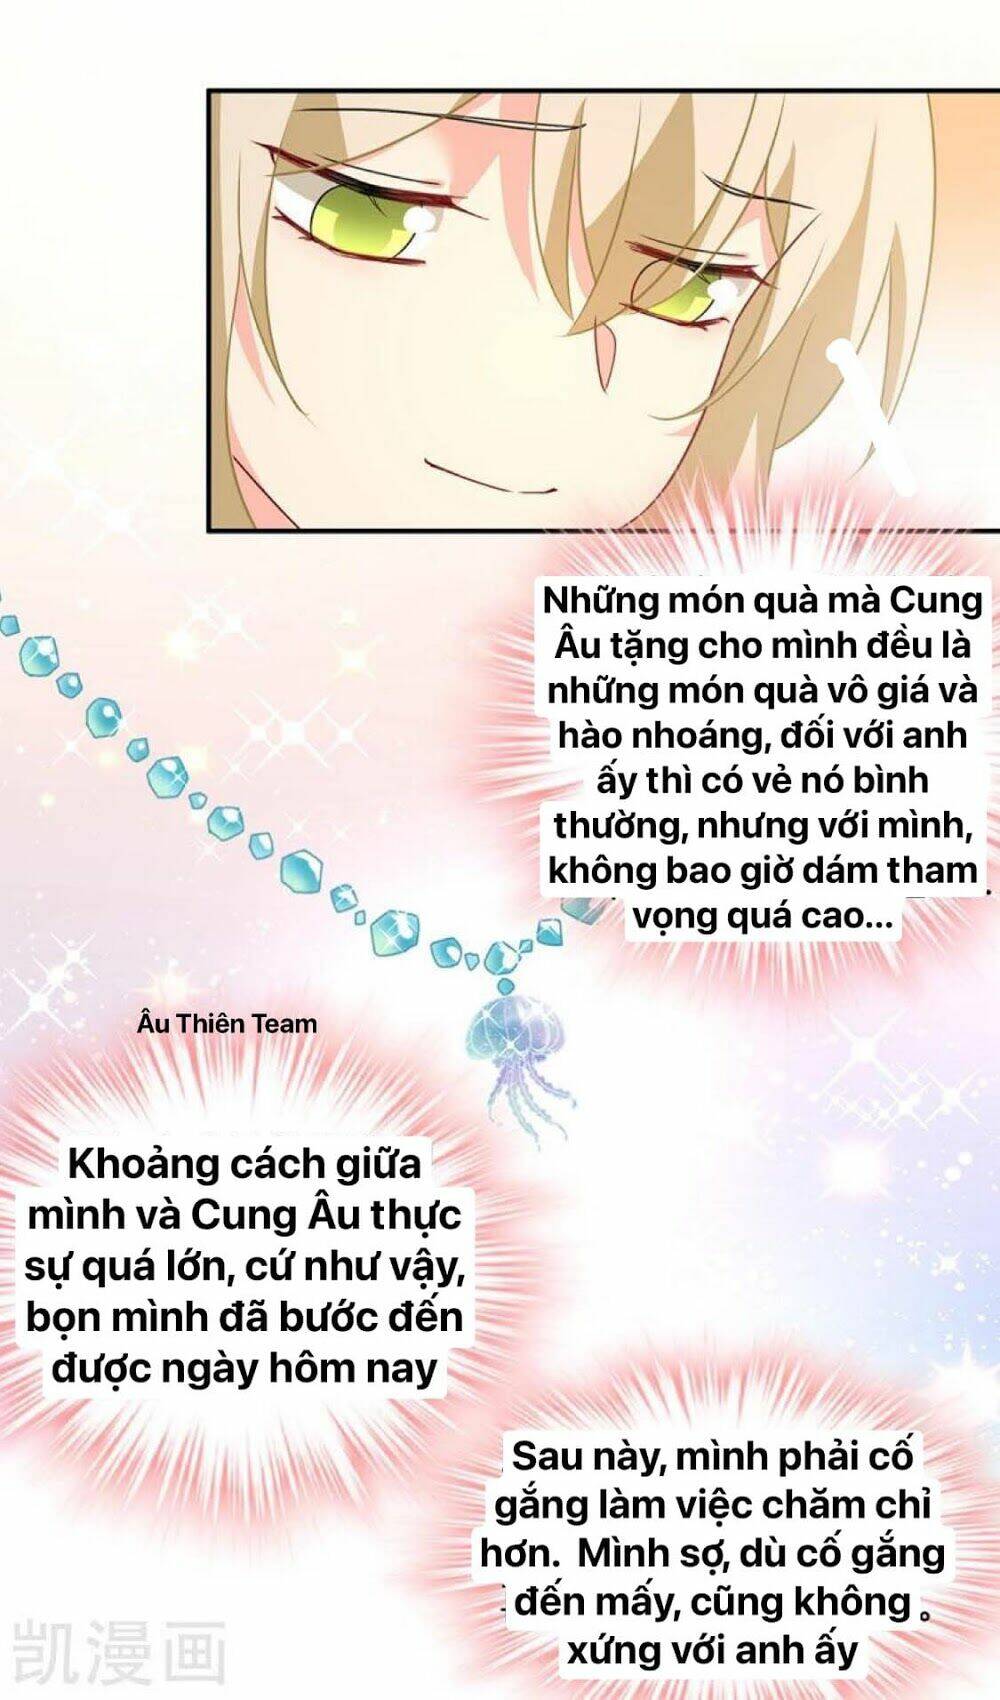 Những món quà mà Cung
Âu tặng cho mình đều là
những món quà vô giá và
hào nhoáng, đối với anh
ấy thì có vẻ nó bình
thường, nhưng với mình,
không bao giờ dám tham
vọng quá cao...
Âu Thiên Team
Khoảng cách giữa
mình và Cung Âu thực
sự quá lớn, cứ như vậy,
bọn mình đã bước đến
được ngày hôm nay
Sau này, mình phải cố
gắng làm việc chăm chỉ
hơn. Mình sợ, dù cố gắng
đến mấy, cũng không
xứng với anh ấy
凯漫画